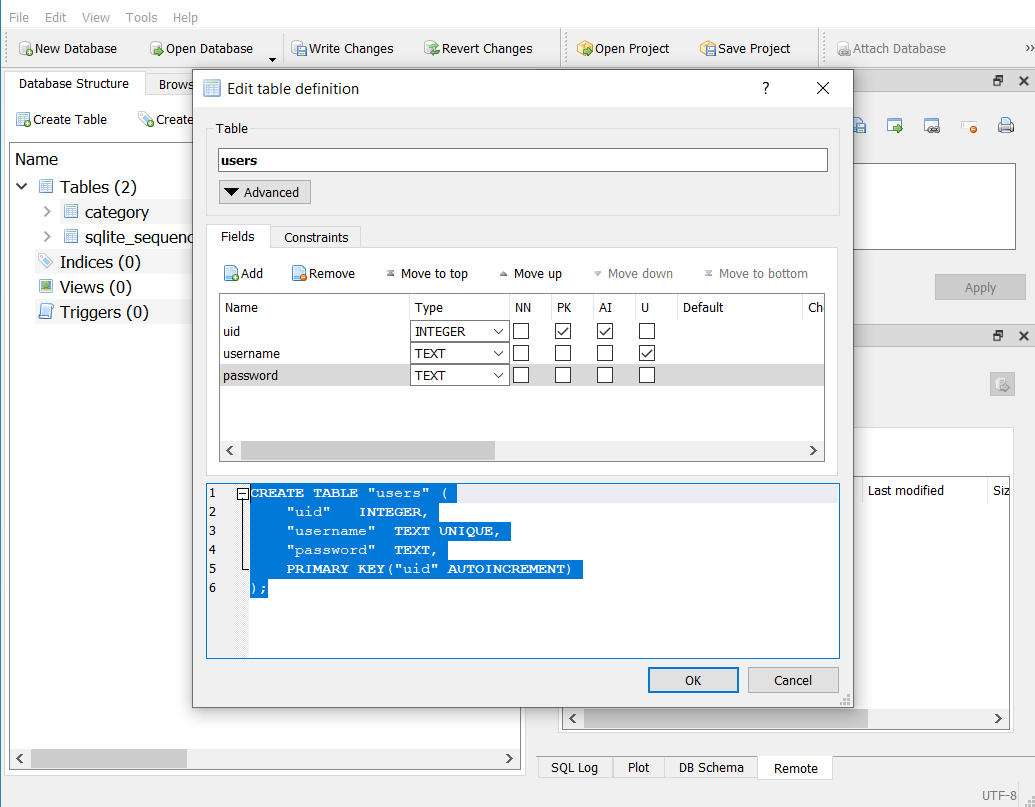 File Edit View Tools Help
New Database Open Database Write Changes Revert Changes Open Project Save Project Attach Database »
Database Structure Brows
Edit table definition ?
Create Table Create
Table
Name
users
Tables (2)
Advanced
category
sqlite_sequenc
Fields Constraints
Indices (0)
Add Remove Move to top Move up Move down Move to bottom
Views (0)
Apply
Triggers (0)
Name Type NN PK AI U Default Ch
uid INTEGER
username TEXT
password TEXT
Last modified Siz
1 CREATE TABLE "users" (
2 "uid" INTEGER,
3 "username" TEXT UNIQUE,
4 "password" TEXT,
5 PRIMARY KEY("uid" AUTOINCREMENT)
6 );
OK Cancel
SQL Log Plot DB Schema Remote
UTF-8